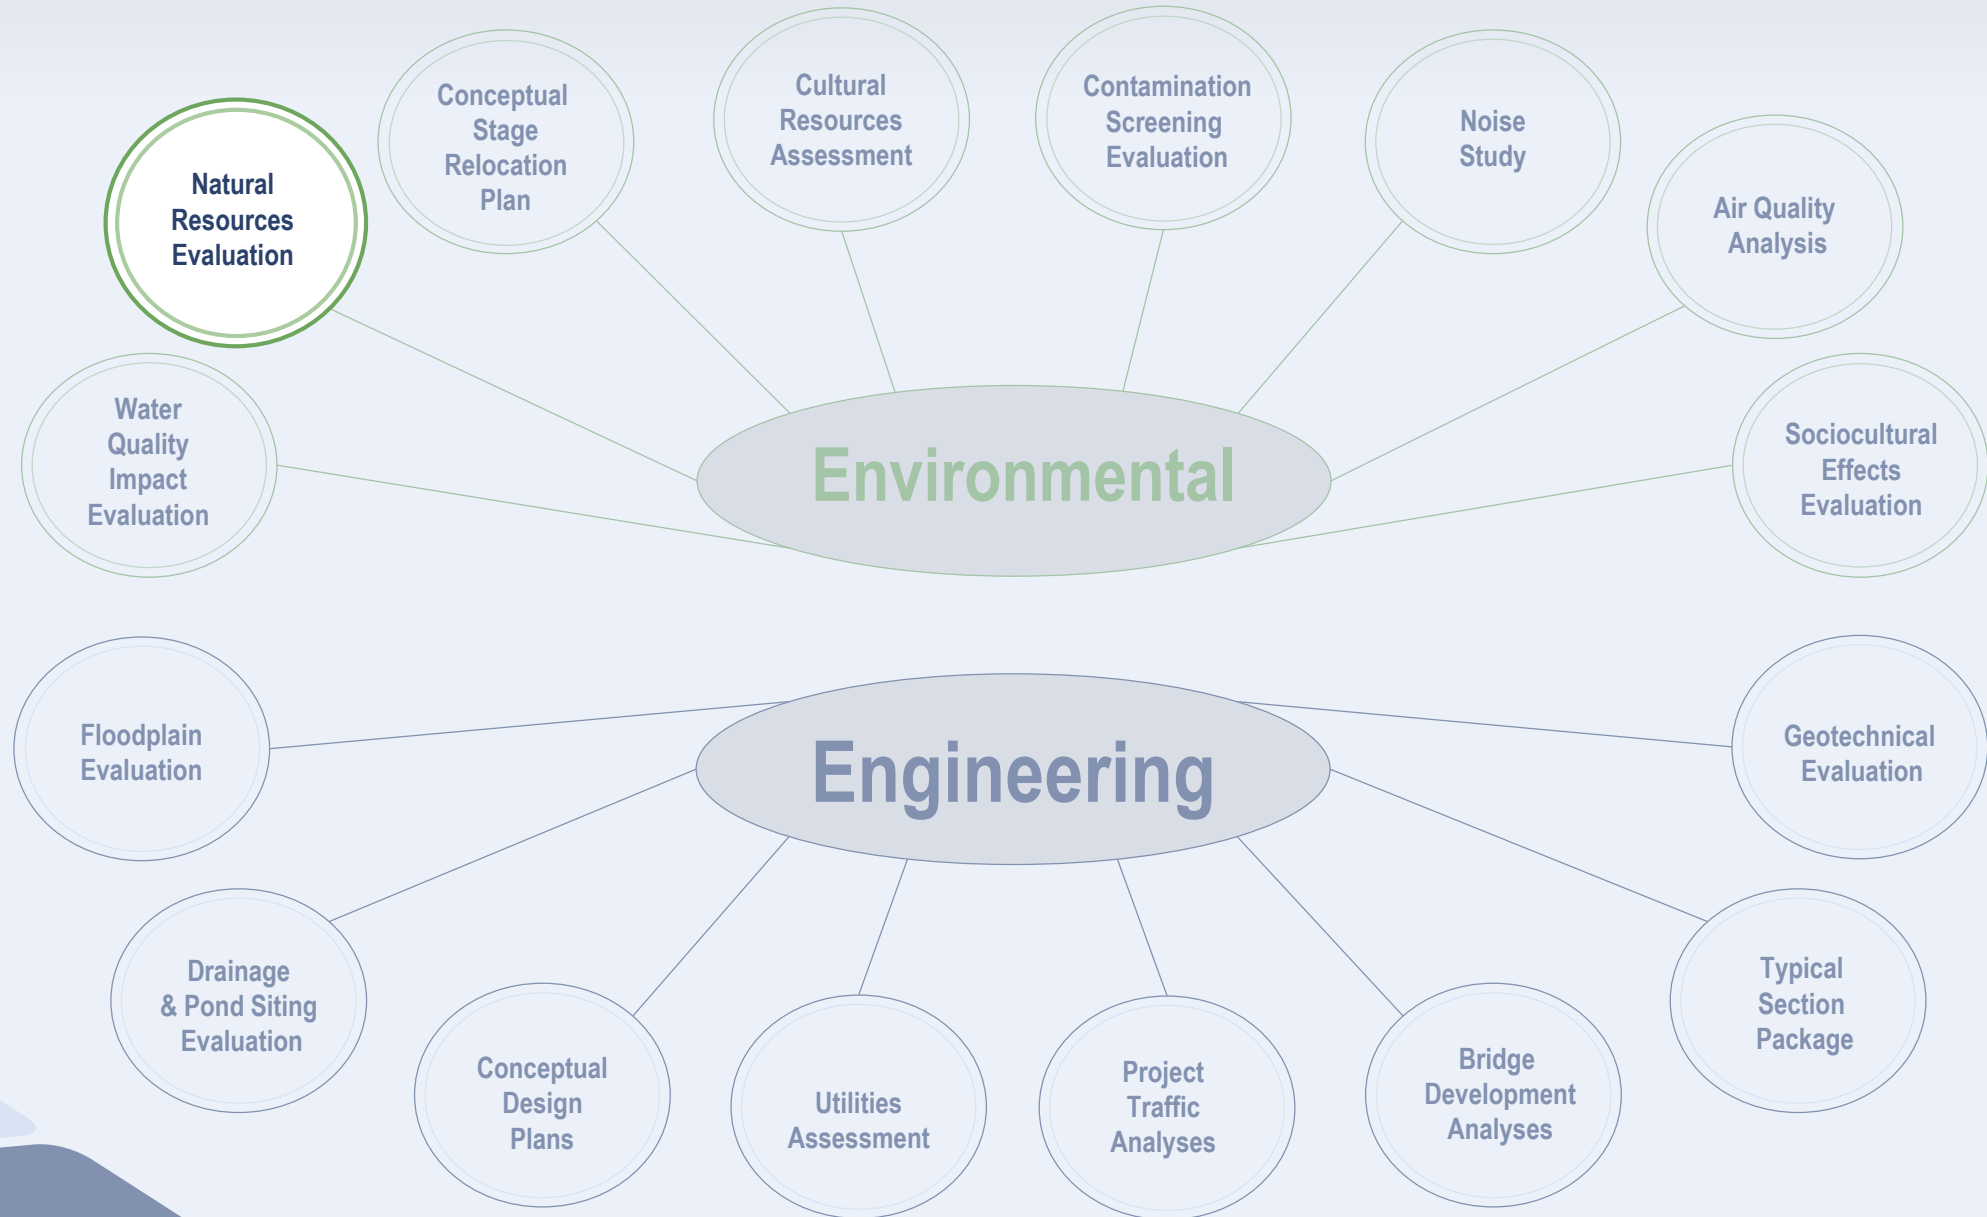 Natural
Resources
Evaluation
Conceptual
Stage
Relocation
Plan
Cultural
Resources
Assessment
Contamination
Screening
Evaluation
Noise
Study
Air Quality
Analysis
Water
Quality
Impact
Evaluation
Environmental
Sociocultural
Effects
Evaluation
Floodplain
Evaluation
Engineering
Geotechnical
Evaluation
Drainage
& Pond Siting
Evaluation
Conceptual
Design
Plans
Utilities
Assessment
Project
Traffic
Analyses
Bridge
Development
Analyses
Typical
Section
Package